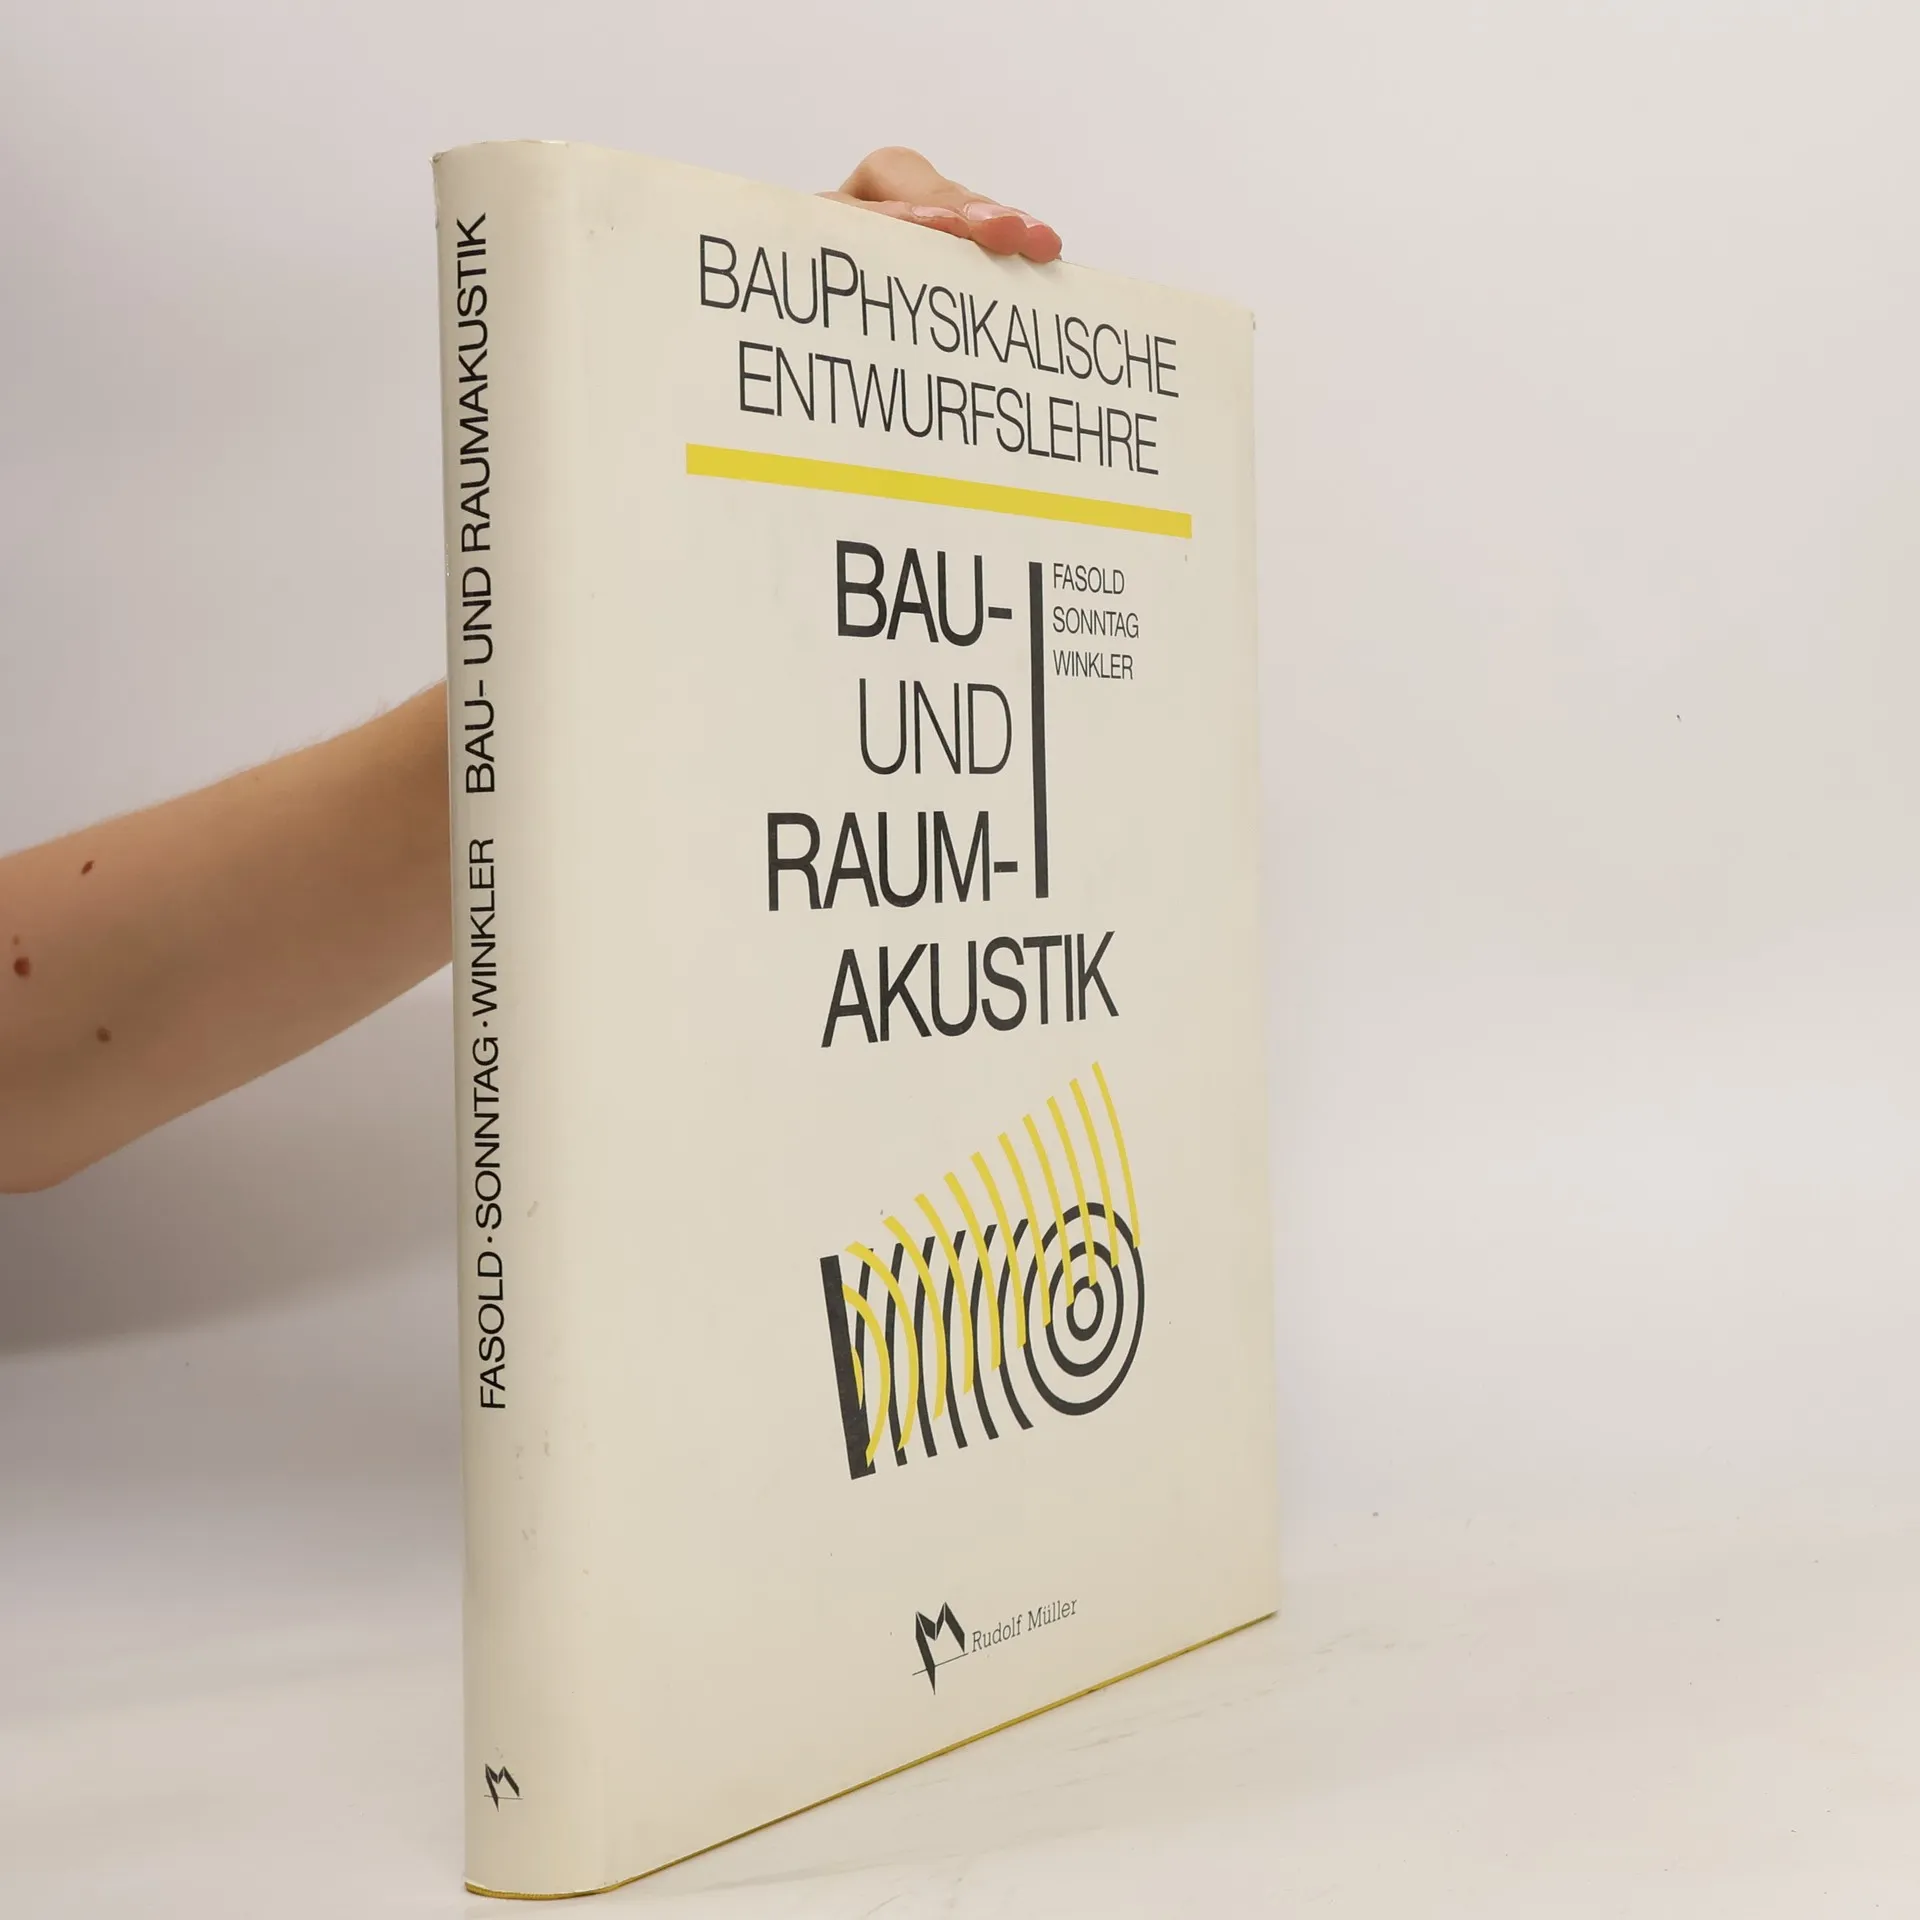 FASOLD·SONNTAG·WINKLER BAU- UND RAUMAKUSTIK
BAUPHYSIKALISCHE
ENTWURFSLEHRE
BAU-
UND
RAUM-
AKUSTIK
FASOLD
SONNTAG
WINKLER
Rudolf Müller